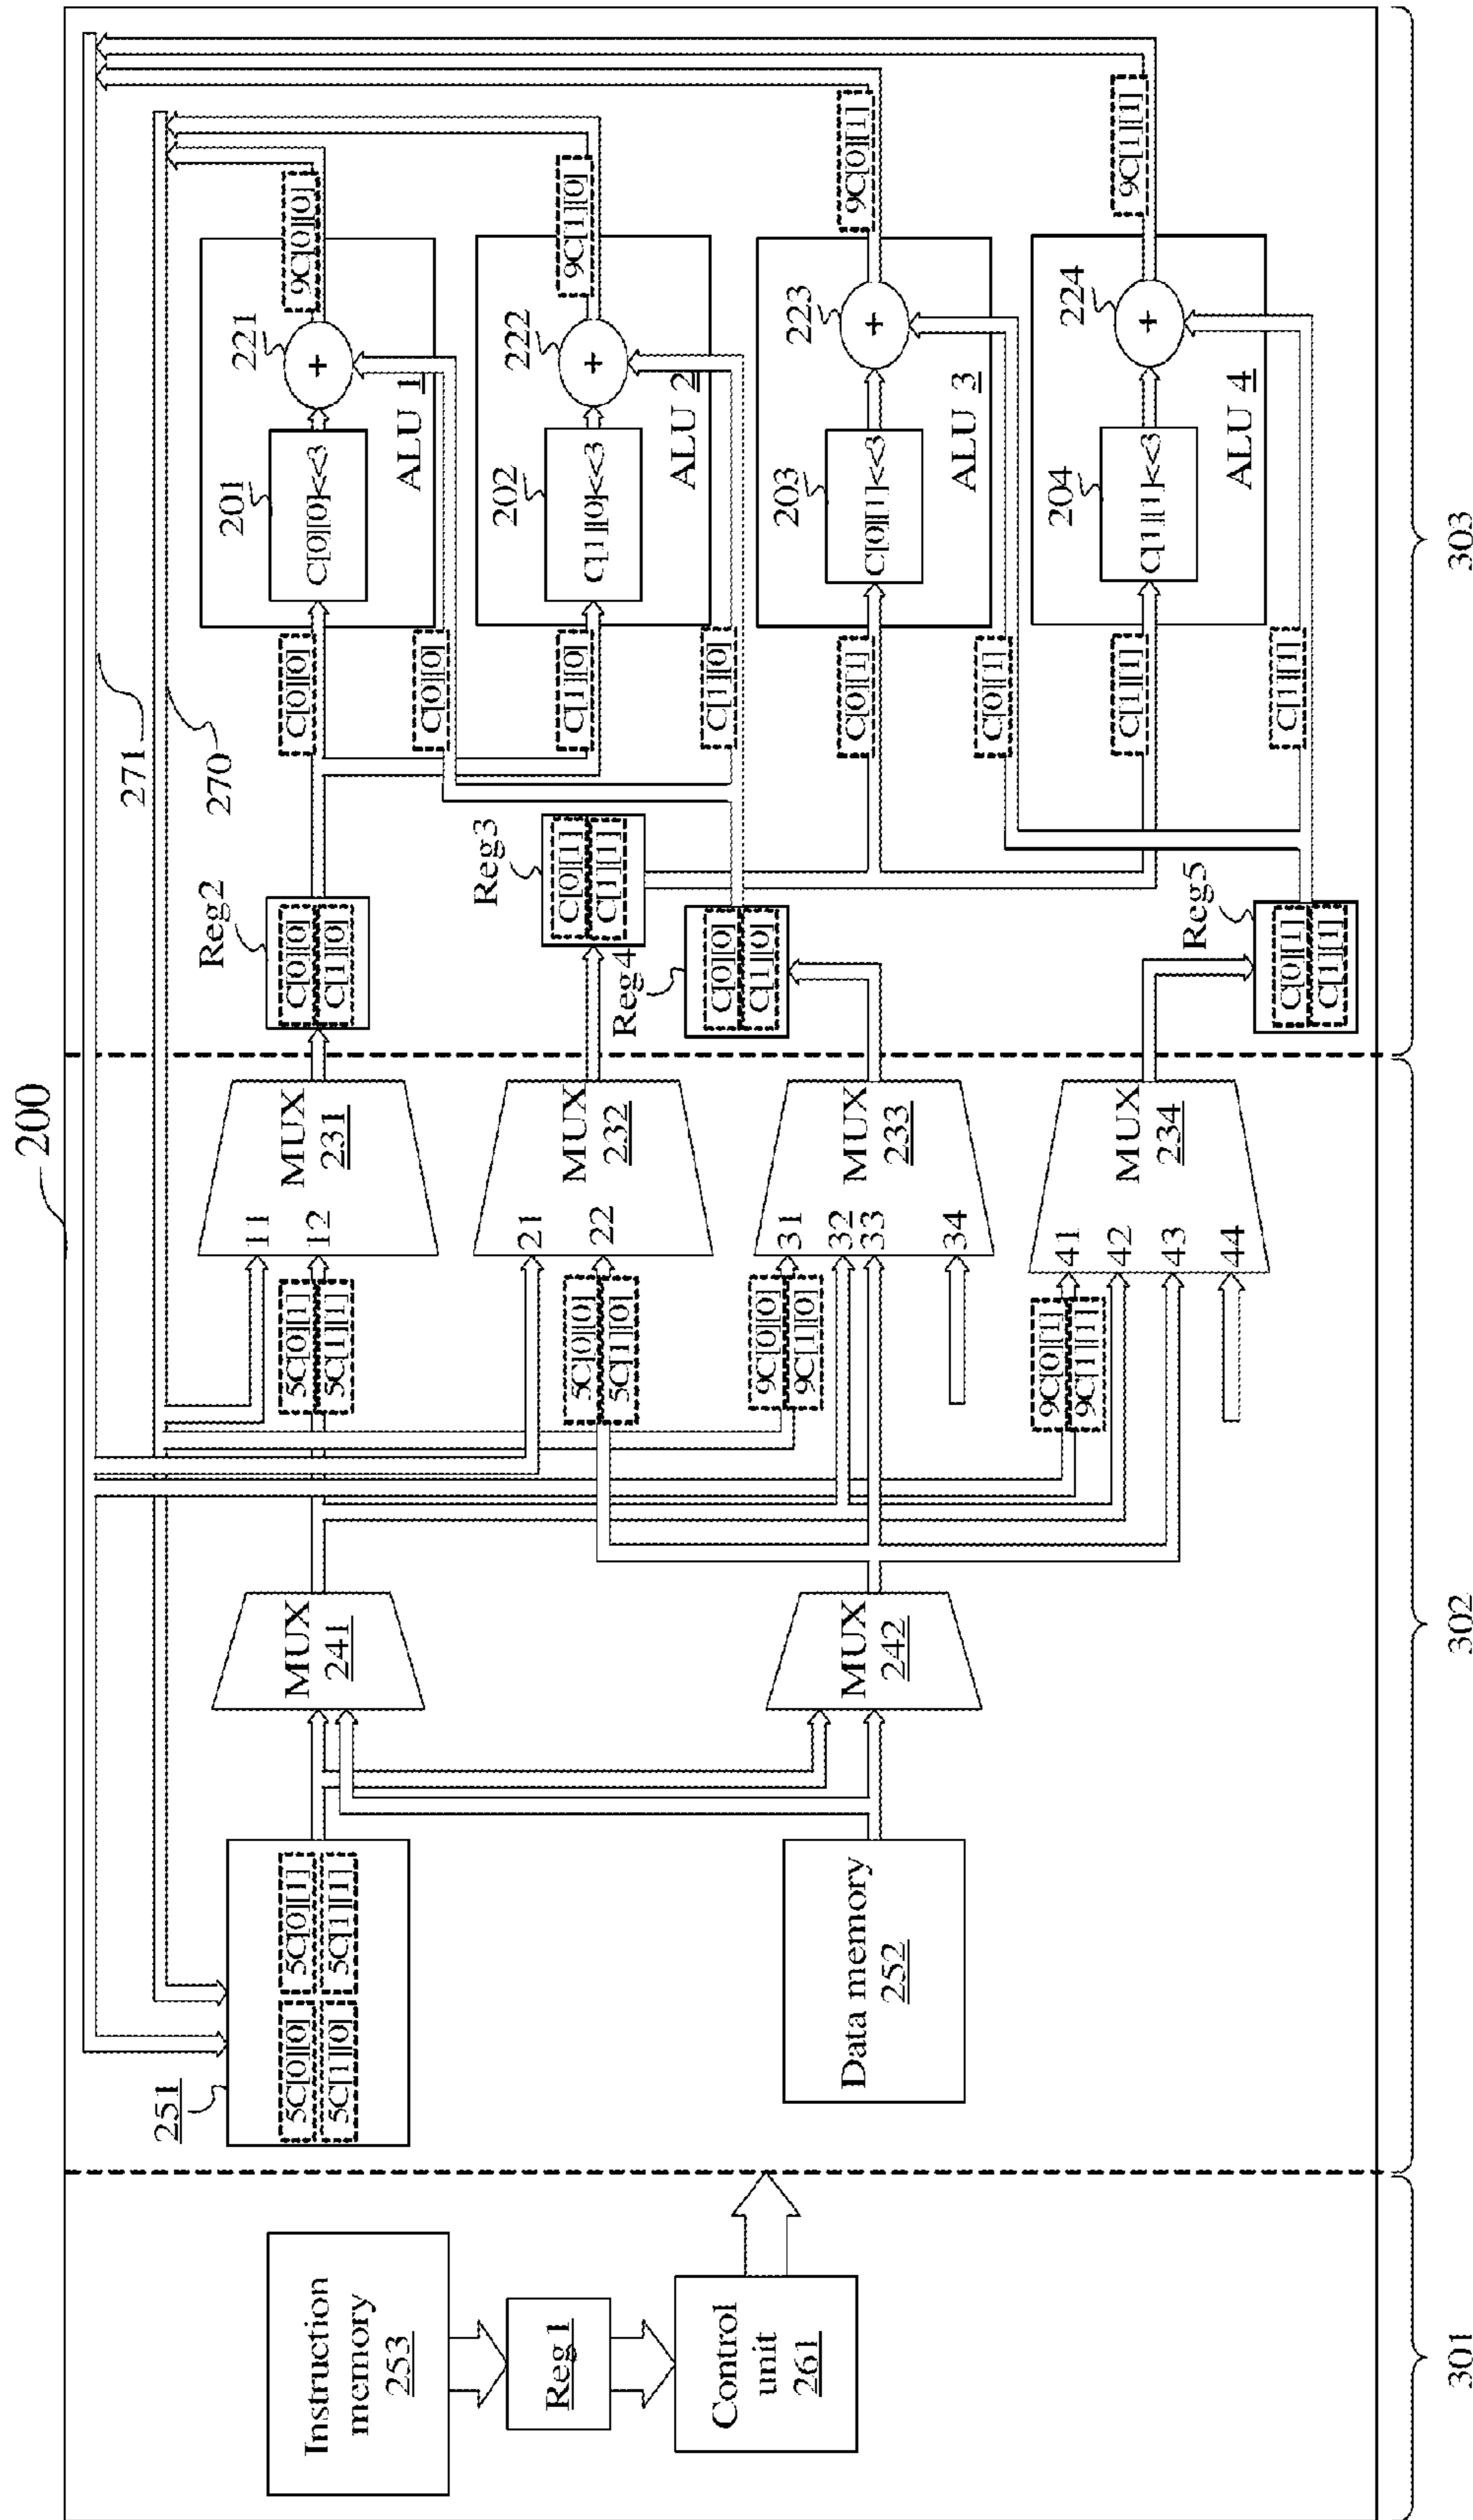 200
271
270
Instruction
memory
253
Reg1
Control
unit
261
251
5C[0][0]
5C[0][1]
5C[1][0]
5C[1][1]
Data memory
252
MUX
241
MUX
242
5C[0][1]
5C[1][1]
5C[0][0]
5C[1][0]
9C[0][0]
9C[1][0]
9C[0][1]
9C[1][1]
11
12
MUX
231
21
22
MUX
232
31
32
33
34
MUX
233
41
42
43
44
MUX
234
Reg2
C[0][0]
C[1][0]
Reg3
C[0][1]
C[1][1]
Reg4
C[0][0]
C[1][0]
Reg5
C[0][1]
C[1][1]
C[0][0]
C[0][0]
C[1][0]
C[1][0]
C[0][1]
C[0][1]
C[1][1]
C[1][1]
201
C[0][0]<<3
221
+
ALU 1
9C[0][0]
202
C[1][0]<<3
222
+
ALU 2
9C[1][0]
203
C[0][1]<<3
223
+
ALU 3
9C[0][1]
204
C[1][1]<<3
224
+
ALU 4
9C[1][1]
301
302
303